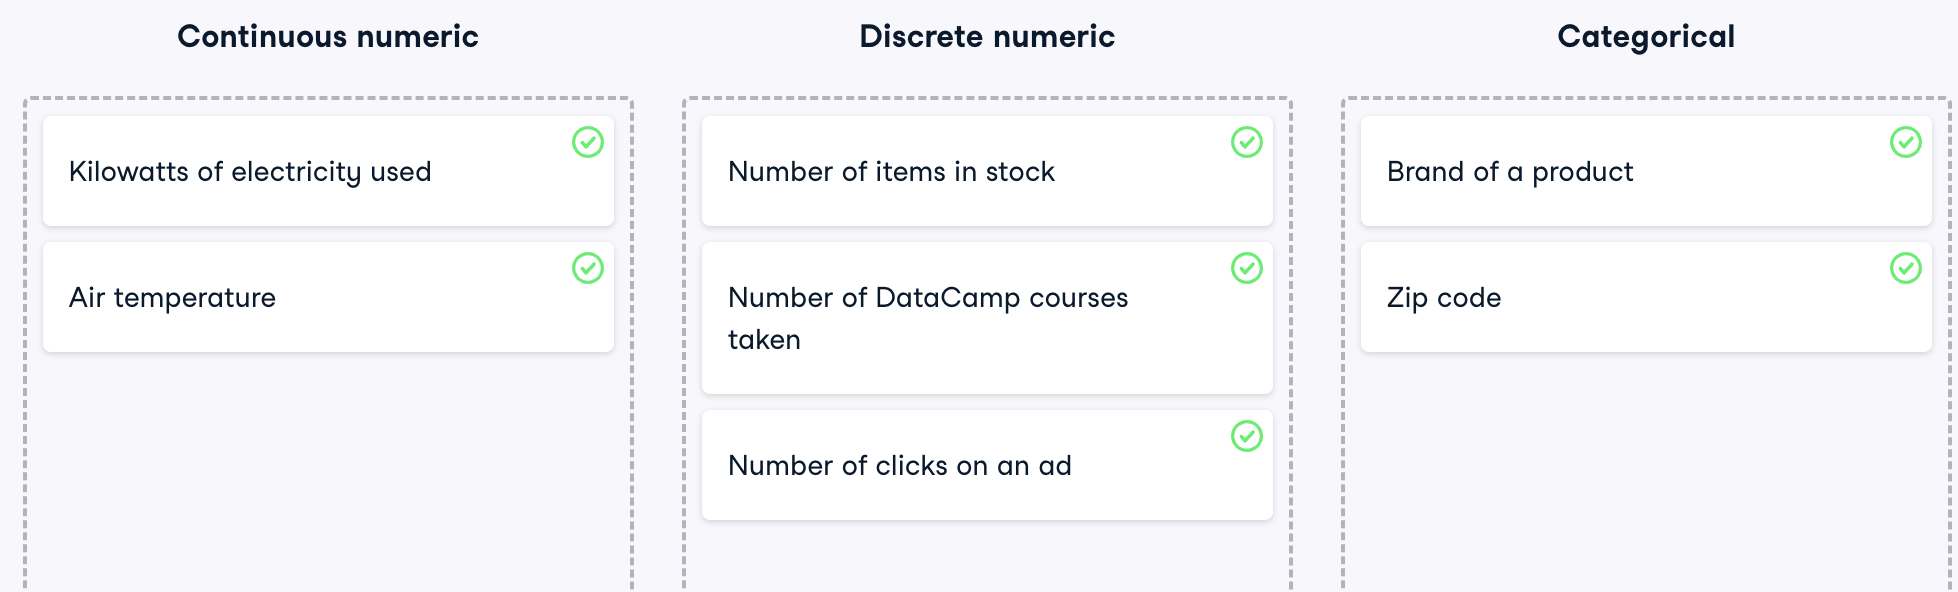 Continuous numeric
Kilowatts of electricity used
Air temperature
Discrete numeric
Number of items in stock
Number of DataCamp courses
taken
Number of clicks on an ad
Categorical
Brand of a product
Zip code